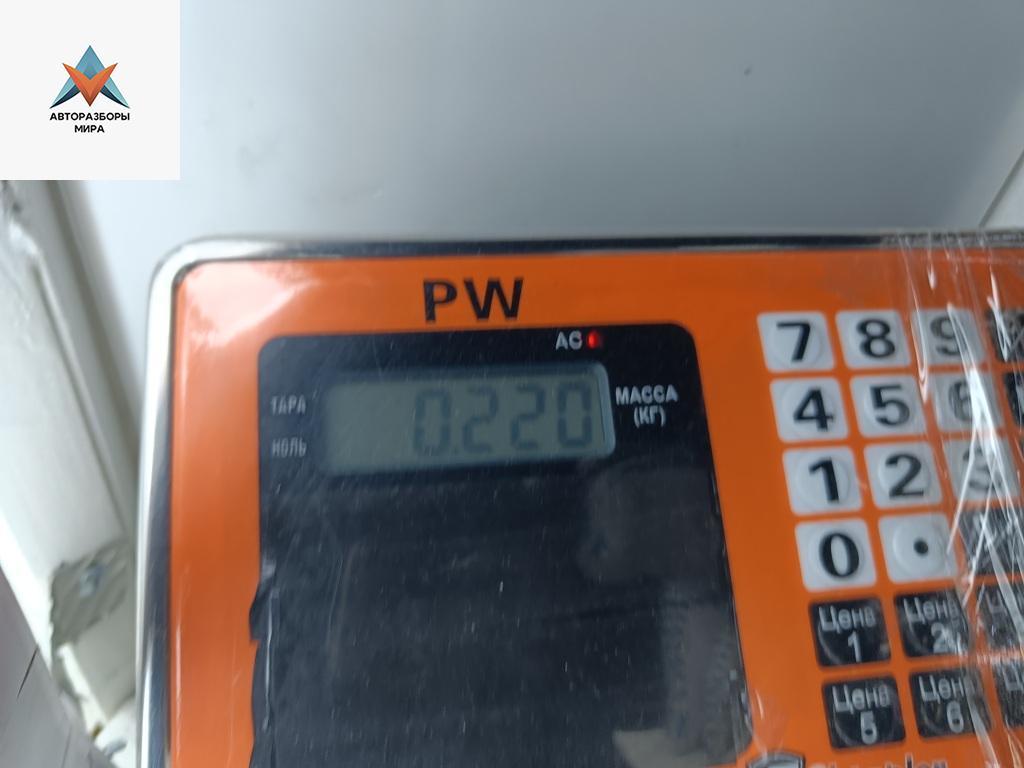 АВТОРАЗБОРЫ
МИРА
PW
AC
ТАРА
НОЛЬ
0.220
МАССА
(КГ)
7 8 9
4 5 6
1 2 3
0 .
Цена 1 Цена 2
Цена 5 Цена 6